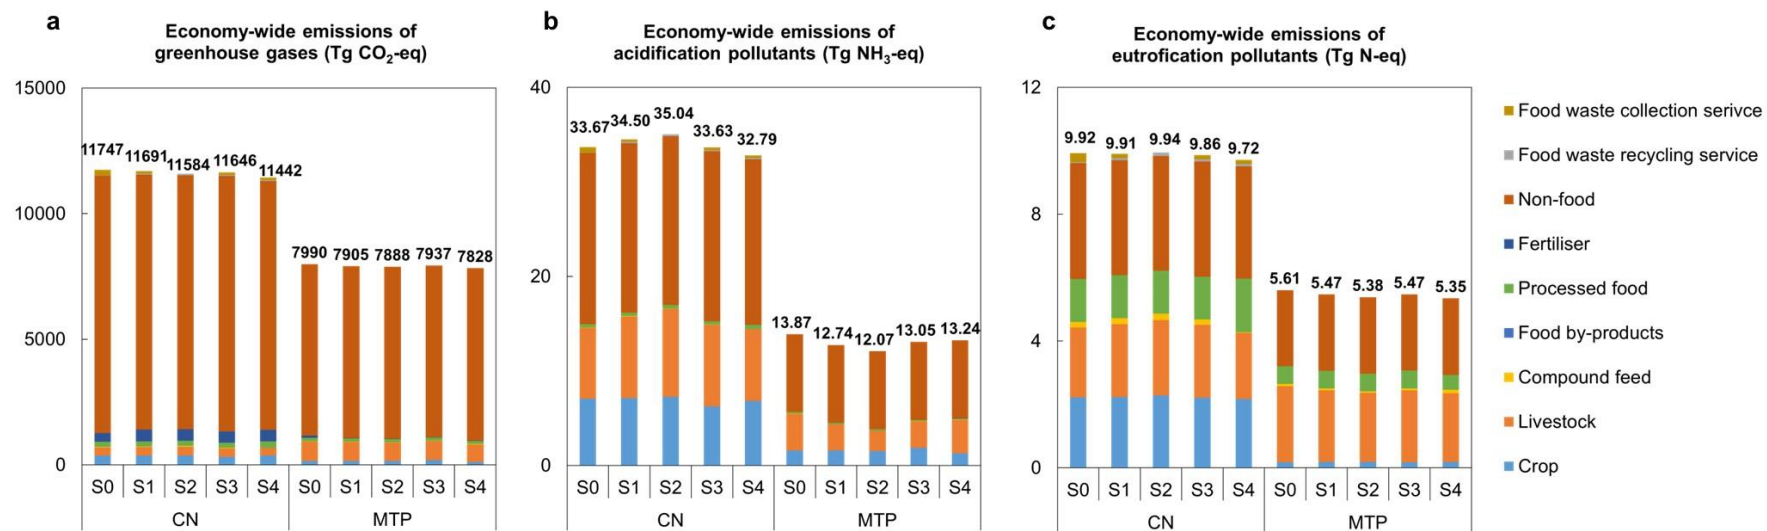 a
Economy-wide emissions of
greenhouse gases (Tg CO₂-eq)
15000
10000
5000
0
11747
11691
11584
11646
11442
7990
7905
7888
7937
7828
S0 S1 S2 S3 S4 S0 S1 S2 S3 S4
CN MTP
b
Economy-wide emissions of
acidification pollutants (Tg NH₃-eq)
40
20
0
33.67
34.50
35.04
33.63
32.79
13.87
12.74
12.07
13.05
13.24
S0 S1 S2 S3 S4 S0 S1 S2 S3 S4
CN MTP
c
Economy-wide emissions of
eutrofication pollutants (Tg N-eq)
12
8
4
0
9.92
9.91
9.94
9.86
9.72
5.61
5.47
5.38
5.47
5.35
S0 S1 S2 S3 S4 S0 S1 S2 S3 S4
CN MTP
Food waste collection serivce
Food waste recycling service
Non-food
Fertiliser
Processed food
Food by-products
Compound feed
Livestock
Crop